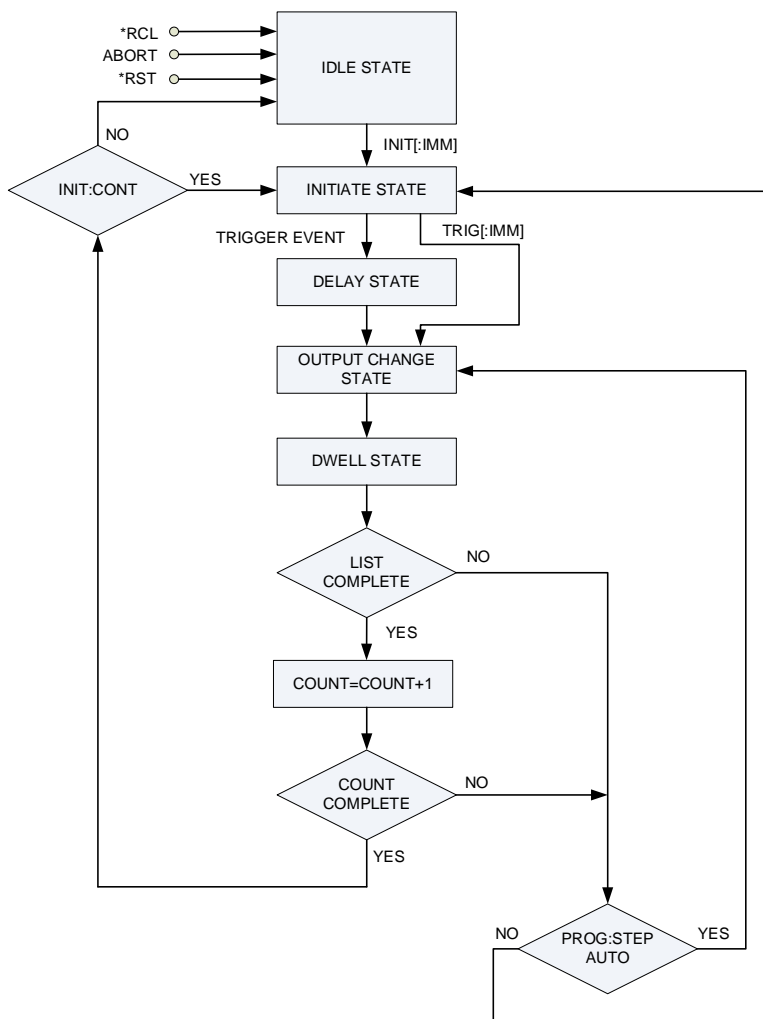 *RCL
ABORT
*RST
IDLE STATE
NO
INIT[:IMM]
INIT:CONT
YES
INITIATE STATE
TRIGGER EVENT
TRIG[:IMM]
DELAY STATE
OUTPUT CHANGE
STATE
DWELL STATE
LIST
COMPLETE
NO
YES
COUNT=COUNT+1
COUNT
COMPLETE
NO
YES
NO
PROG:STEP
AUTO
YES